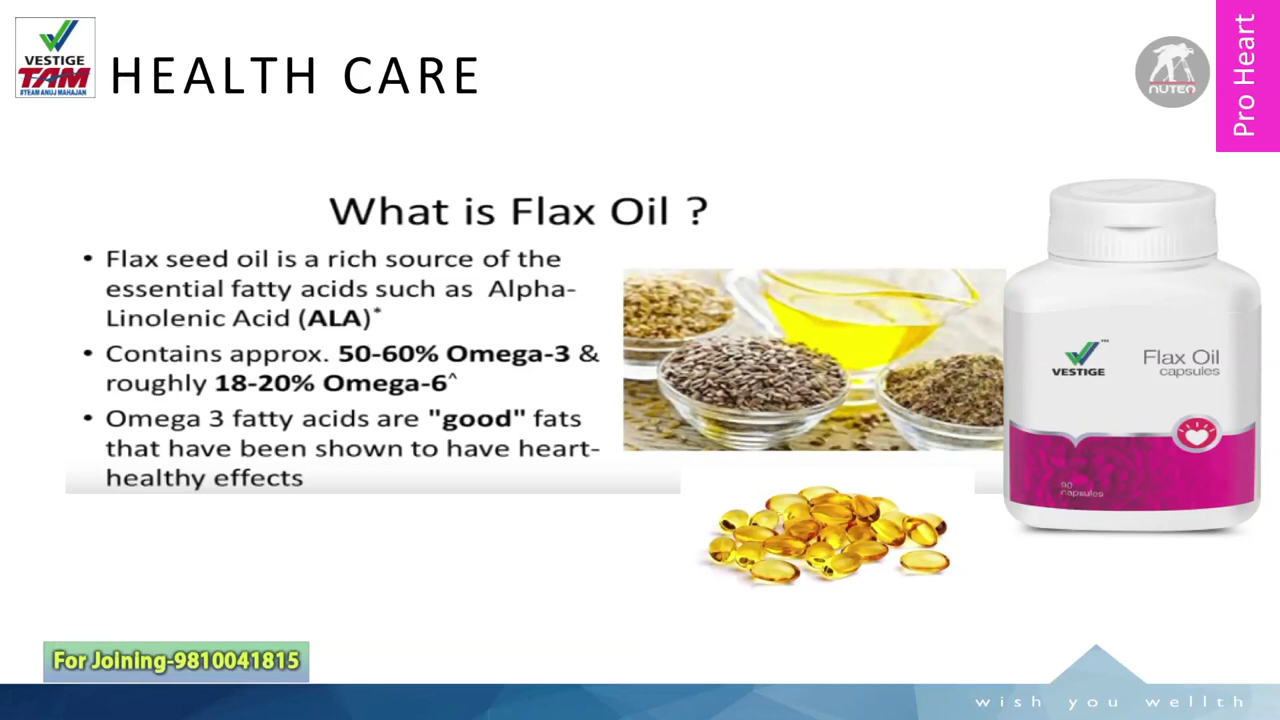 VESTIGE
TAM
#TEAM ANUJ MAHAJAN
HEALTH CARE
NUTEQ
Pro Heart
What is Flax Oil ?
• Flax seed oil is a rich source of the
essential fatty acids such as Alpha-
Linolenic Acid (ALA)*
• Contains approx. 50-60% Omega-3 &
roughly 18-20% Omega-6^
• Omega 3 fatty acids are "good" fats
that have been shown to have heart-
healthy effects
VESTIGE™
Flax Oil
capsules
90
capsules
For Joining-9810041815
wish you wellth